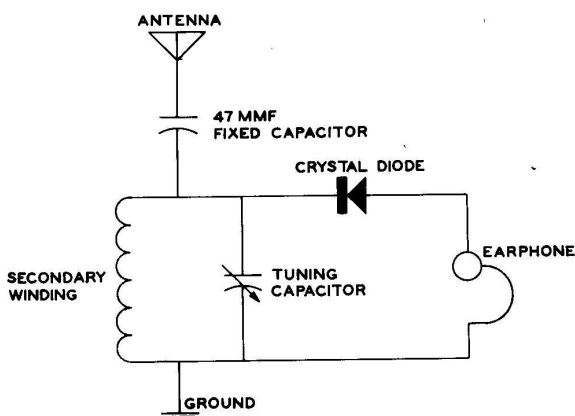 ANTENNA
47 MMF
FIXED CAPACITOR
CRYSTAL DIODE
EARPHONE
SECONDARY
WINDING
TUNING
CAPACITOR
GROUND